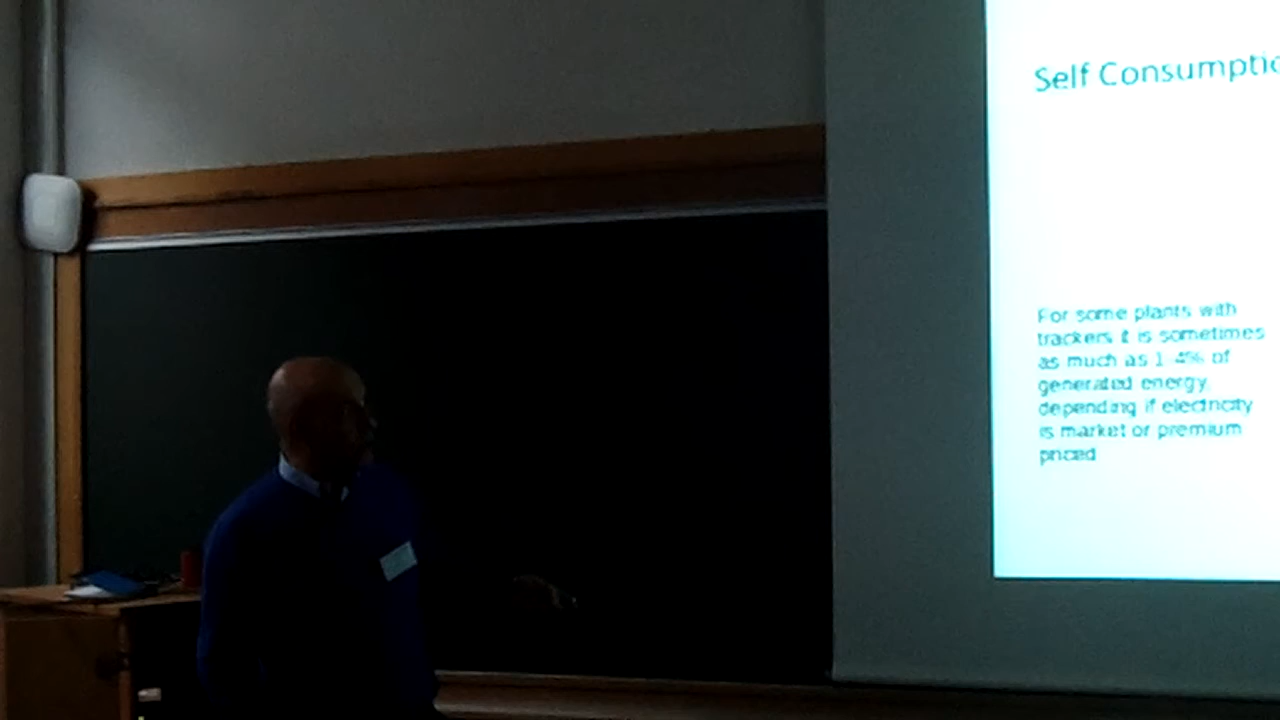 Self Consumptio
For some plants with
trackers it is sometimes
as much as 1-4% of
generated energy,
depending if electricity
is market or premium
priced